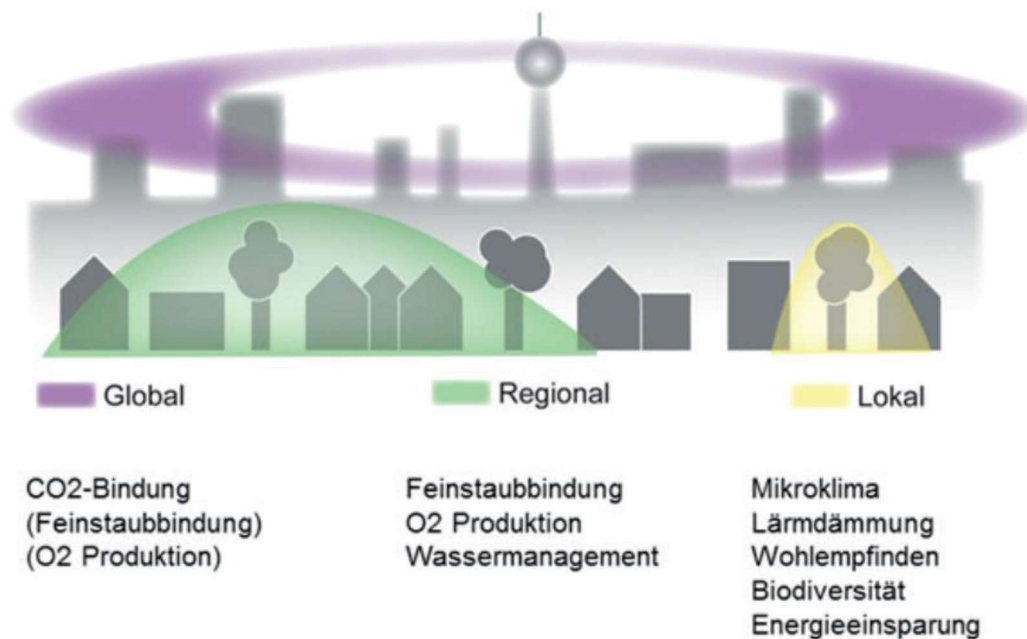 Global
Regional
Lokal
CO2-Bindung
(Feinstaubbindung)
(O2 Produktion)
Feinstaubbindung
O2 Produktion
Wassermanagement
Mikroklima
Lärmdämmung
Wohlempfinden
Biodiversität
Energieeinsparung